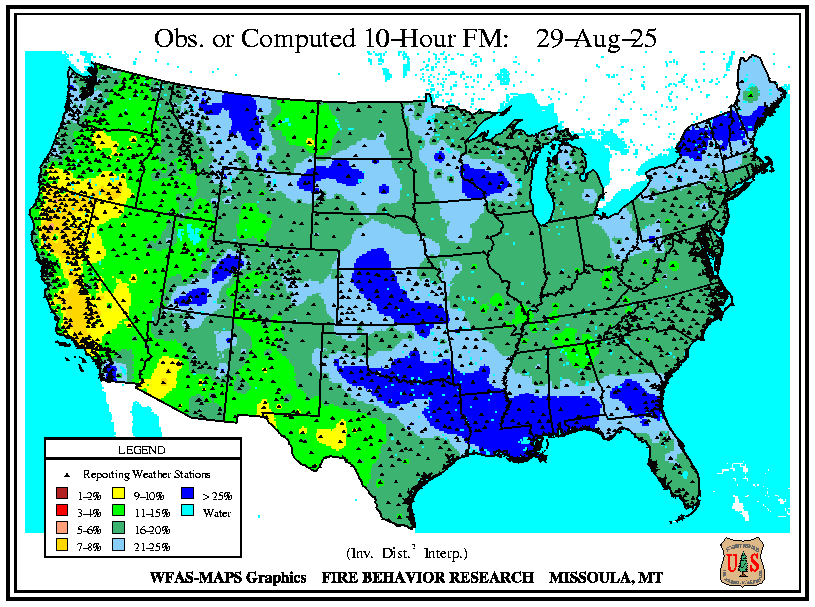 Obs. or Computed 10-Hour FM: 29-Aug-25
LEGEND
Reporting Weather Stations
1-2% 9-10% > 25%
3-4% 11-15% Water
5-6% 16-20%
7-8% 21-25%
(Inv. Dist.² Interp.)
WFAS-MAPS Graphics FIRE BEHAVIOR RESEARCH MISSOULA, MT
U S